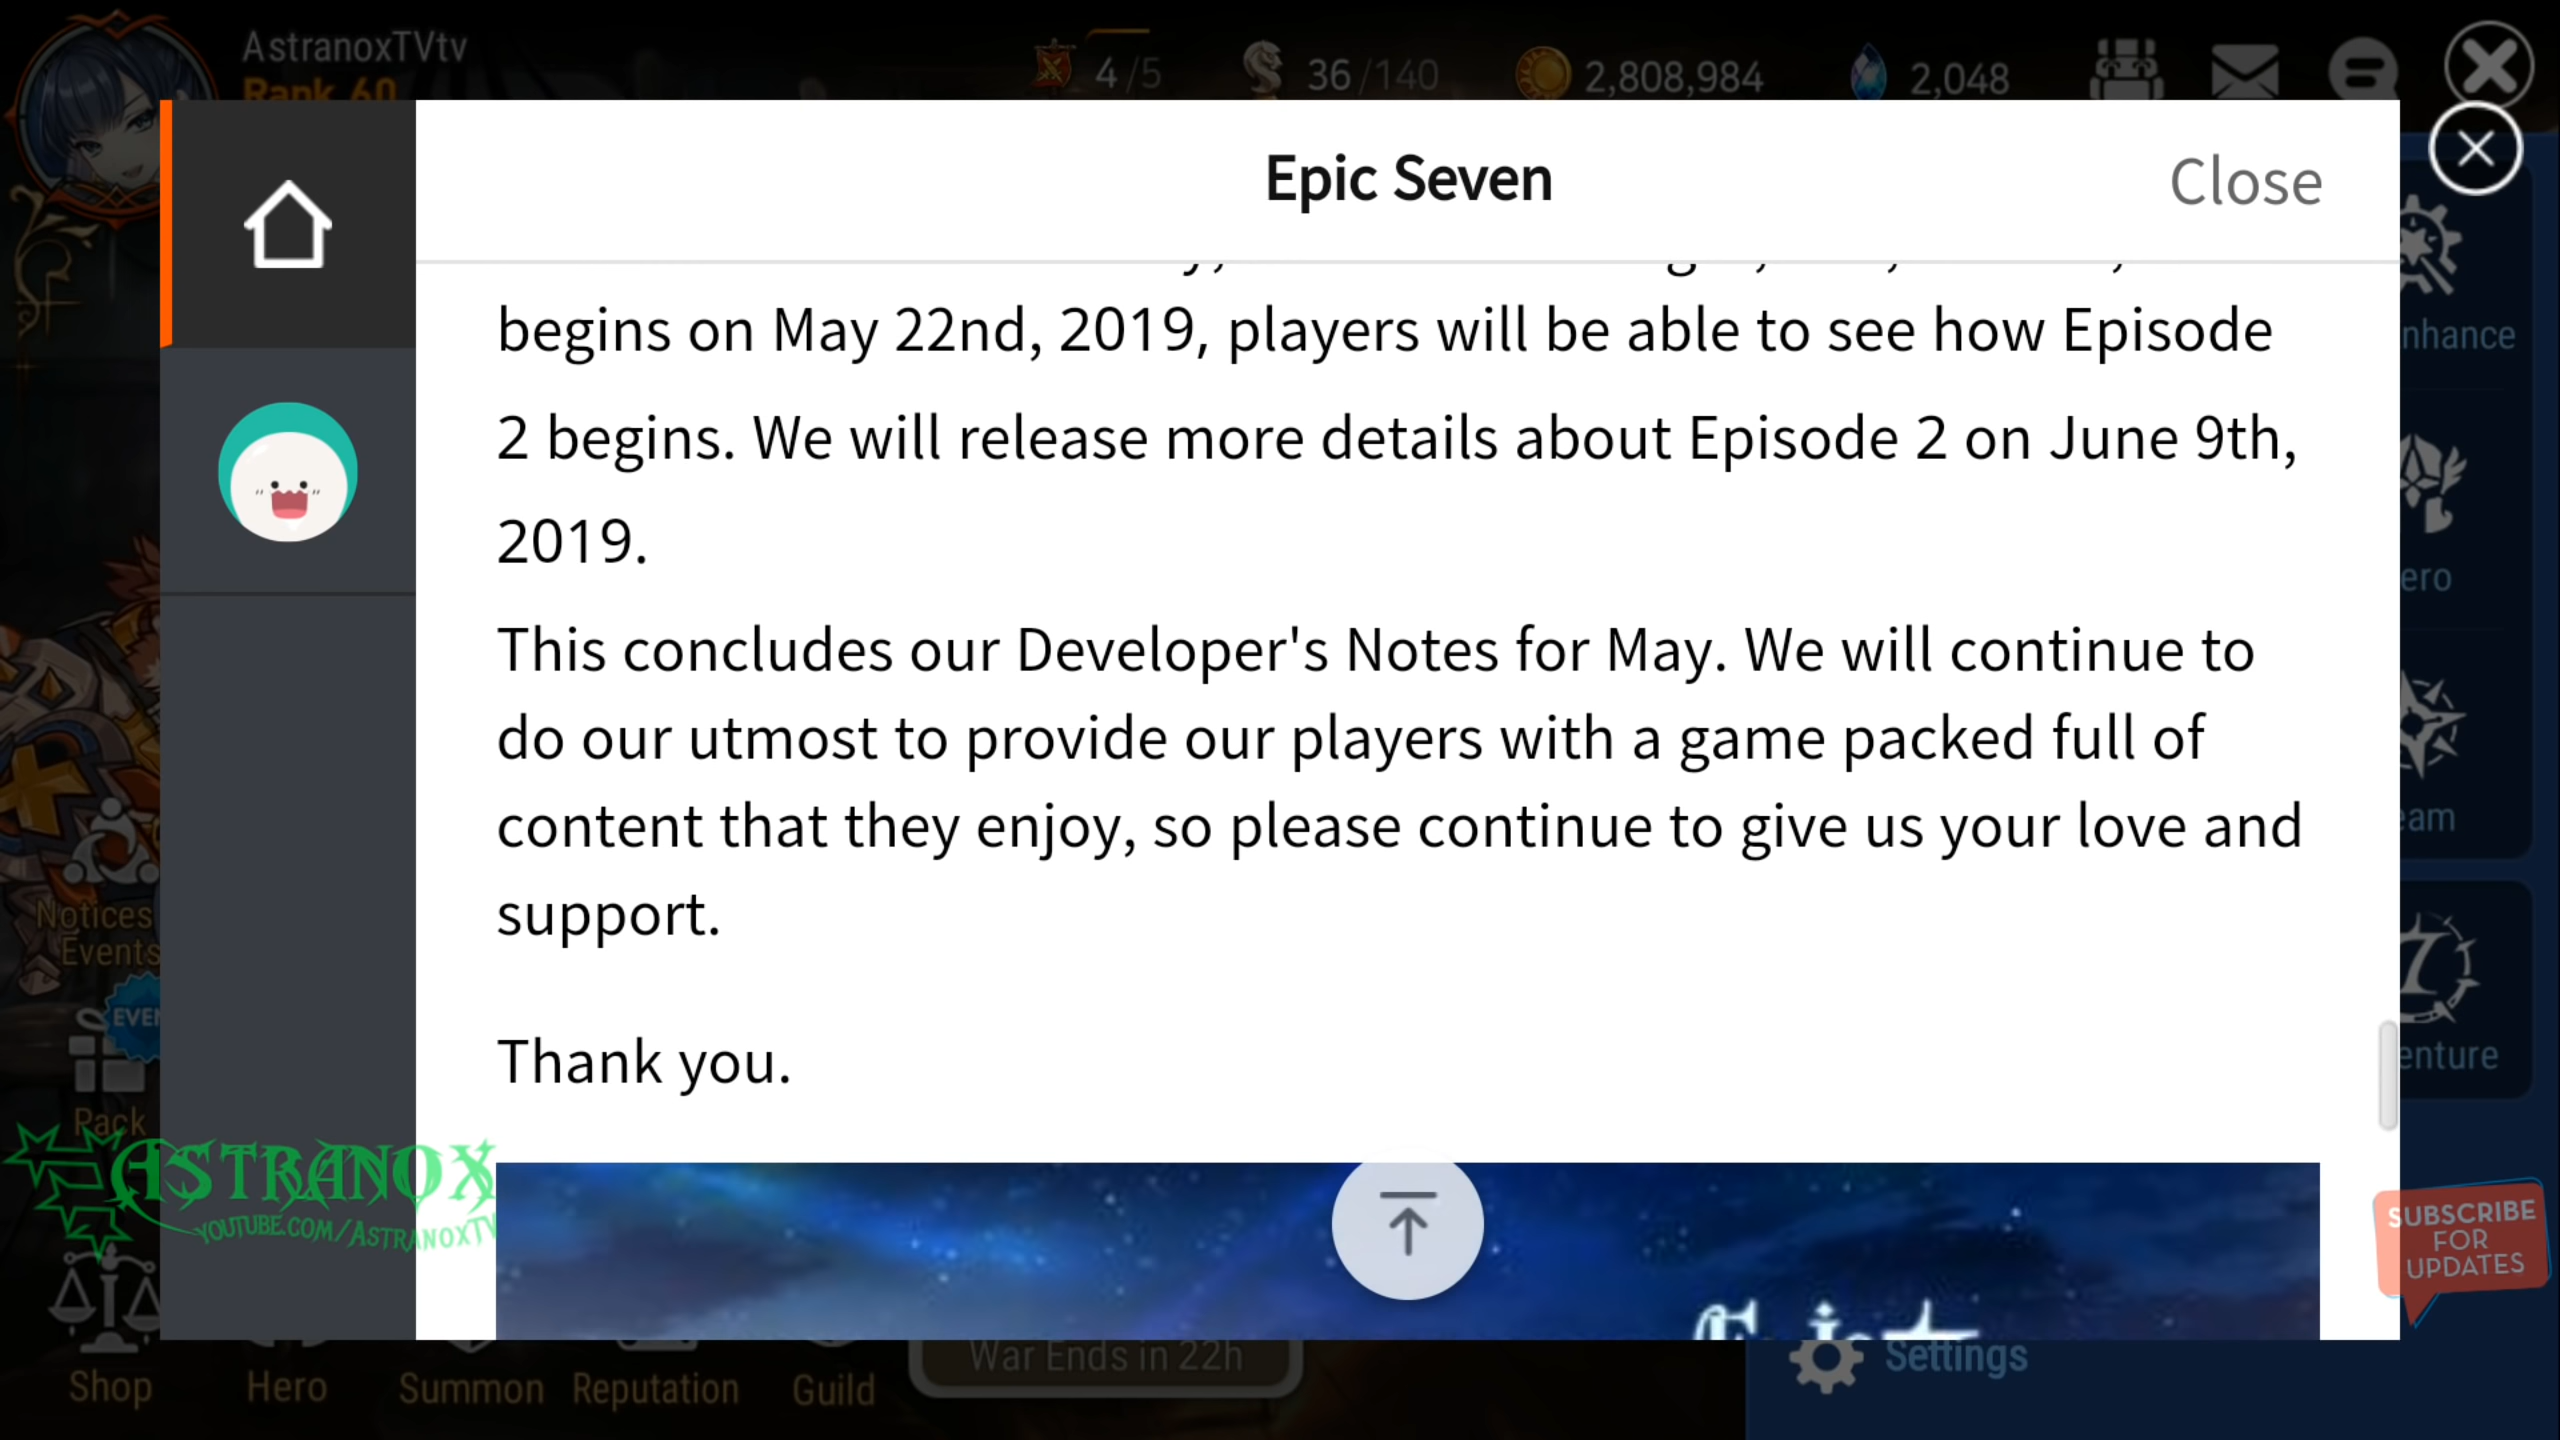 AstranoxTVtv
Rank 60
4/5
36/140
2,808,984
2,048
Epic Seven
Close
begins on May 22nd, 2019, players will be able to see how Episode
2 begins. We will release more details about Episode 2 on June 9th,
2019.
This concludes our Developer's Notes for May. We will continue to
do our utmost to provide our players with a game packed full of
content that they enjoy, so please continue to give us your love and
support.
Thank you.
nhance
ero
eam
enture
Notices
Events
EVEN
Pack
ASTRANOX
YOUTUBE.COM/ASTRANOXTV
SUBSCRIBE
FOR
UPDATES
War Ends in 22h
Settings
Shop
Hero
Summon
Reputation
Guild